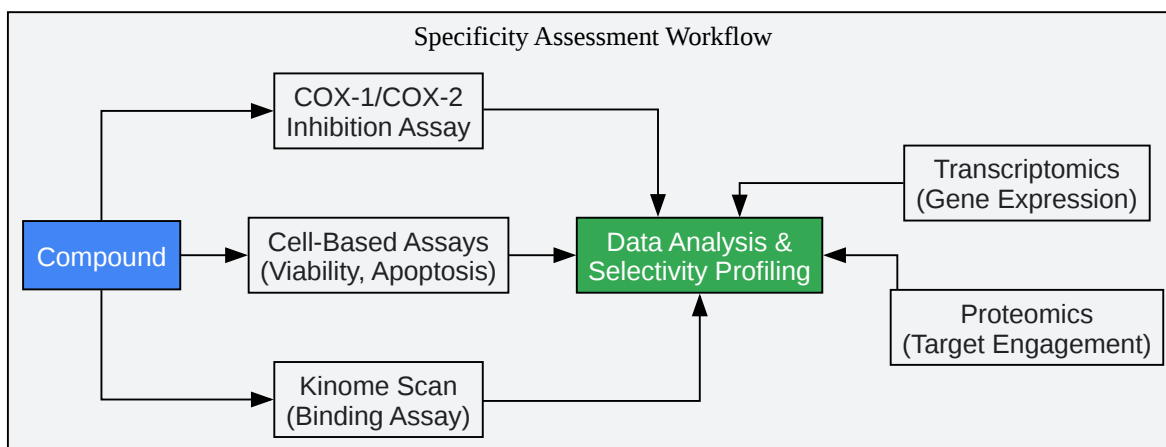 Specificity Assessment Workflow
COX-1/COX-2
Inhibition Assay
Transcriptomics
(Gene Expression)
Compound
Cell-Based Assays
(Viability, Apoptosis)
Data Analysis &
Selectivity Profiling
Proteomics
(Target Engagement)
Kinome Scan
(Binding Assay)